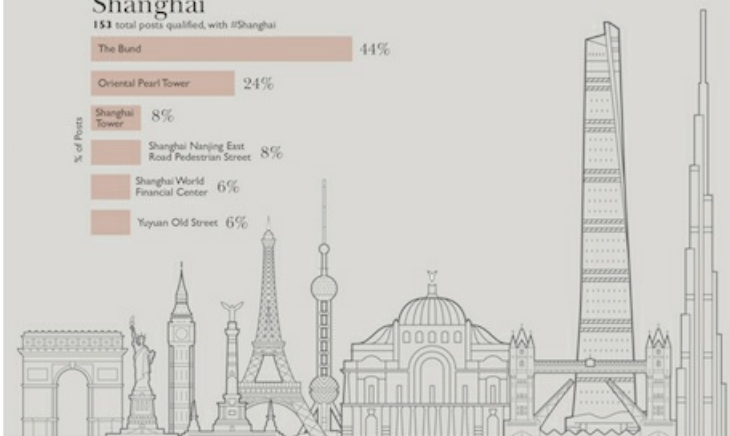 Shanghai
153 total posts qualified, with #Shanghai
The Bund 44%
Oriental Pearl Tower 24%
Shanghai
Tower 8%
Shanghai Nanjing East
Road Pedestrian Street 8%
Shanghai World
Financial Center 6%
Yuyuan Old Street 6%
% of Posts